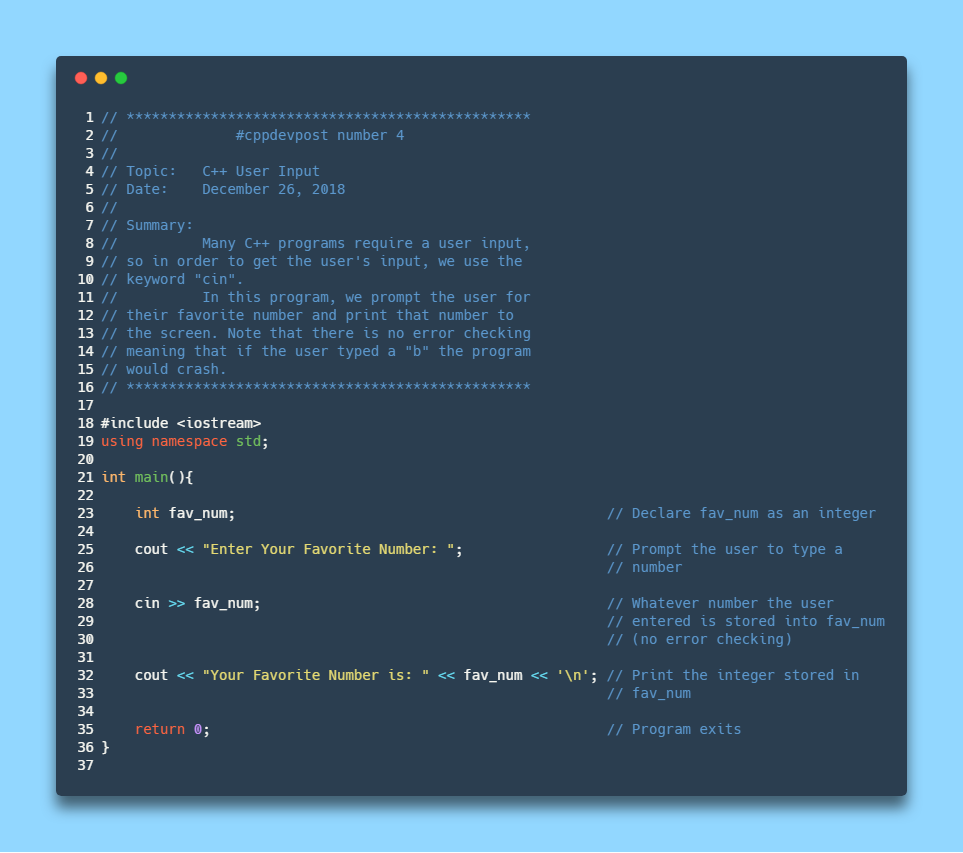 1 // ************************************************
2 //              #cppdevpost number 4
3 //
4 // Topic:   C++ User Input
5 // Date:    December 26, 2018
6 //
7 // Summary:
8 //          Many C++ programs require a user input,
9 // so in order to get the user's input, we use the
10 // keyword "cin".
11 //          In this program, we prompt the user for
12 // their favorite number and print that number to
13 // the screen. Note that there is no error checking
14 // meaning that if the user typed a "b" the program
15 // would crash.
16 // ************************************************
17
18 #include <iostream>
19 using namespace std;
20
21 int main(){
22
23     int fav_num;                                            // Declare fav_num as an integer
24
25     cout << "Enter Your Favorite Number: ";                 // Prompt the user to type a
26                                                             // number
27
28     cin >> fav_num;                                         // Whatever number the user
29                                                             // entered is stored into fav_num
30                                                             // (no error checking)
31
32     cout << "Your Favorite Number is: " << fav_num << '\n'; // Print the integer stored in
33                                                             // fav_num
34
35     return 0;                                               // Program exits
36 }
37